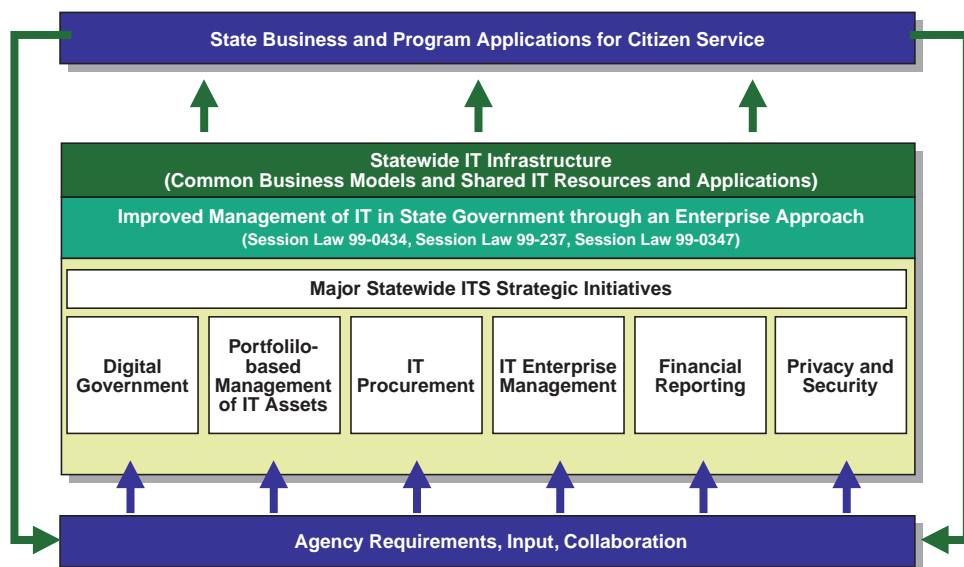 State Business and Program Applications for Citizen Service
Statewide IT Infrastructure
(Common Business Models and Shared IT Resources and Applications)
Improved Management of IT in State Government through an Enterprise Approach
(Session Law 99-0434, Session Law 99-237, Session Law 99-0347)
Major Statewide ITS Strategic Initiatives
Digital
Government
Portfolilo-
based
Management
of IT Assets
IT
Procurement
IT Enterprise
Management
Financial
Reporting
Privacy and
Security
Agency Requirements, Input, Collaboration